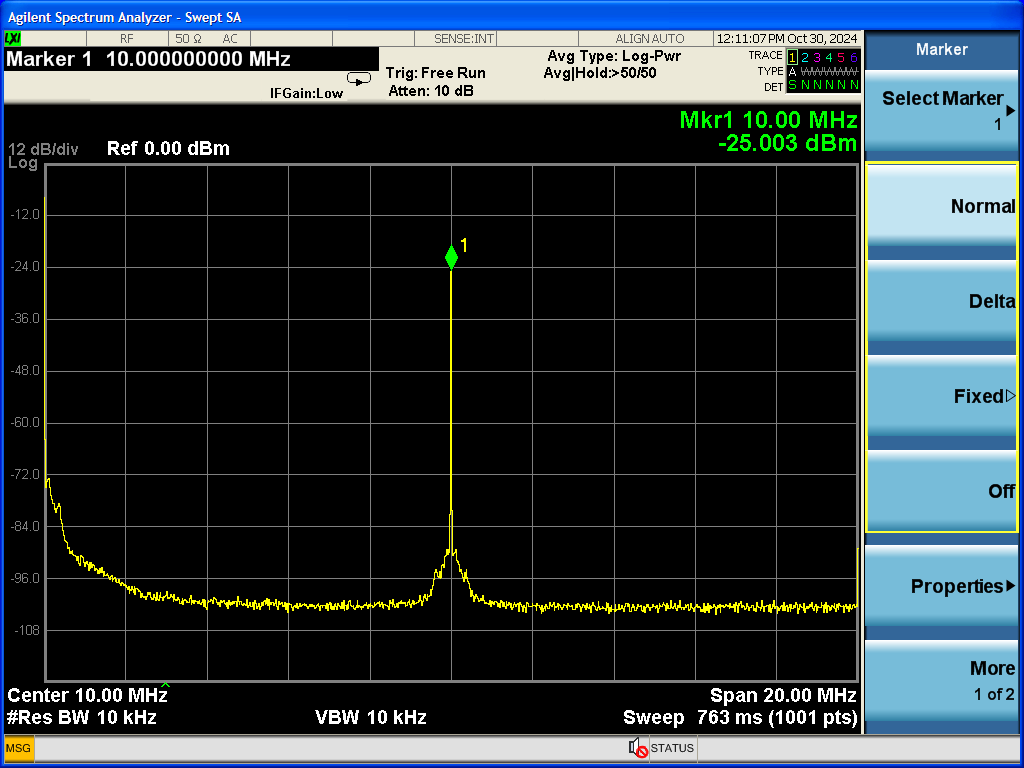 Agilent Spectrum Analyzer - Swept SA
LXI RF 50 Ω AC SENSE:INT ALIGN AUTO 12:11:07 PM Oct 30, 2024
Marker 1 10.000000000 MHz
IFGain:Low
Trig: Free Run
Atten: 10 dB
Avg Type: Log-Pwr
Avg|Hold:>50/50
TRACE 1 2 3 4 5 6
TYPE A WWWWW
DET S N N N N N
Mkr1 10.00 MHz
-25.003 dBm
12 dB/div Ref 0.00 dBm
Log
1
-12.0
-24.0
-36.0
-48.0
-60.0
-72.0
-84.0
-96.0
-108
Center 10.00 MHz Span 20.00 MHz
#Res BW 10 kHz VBW 10 kHz Sweep 763 ms (1001 pts)
MSG STATUS
Marker
Select Marker
1
Normal
Delta
Fixed
Off
Properties
More
1 of 2